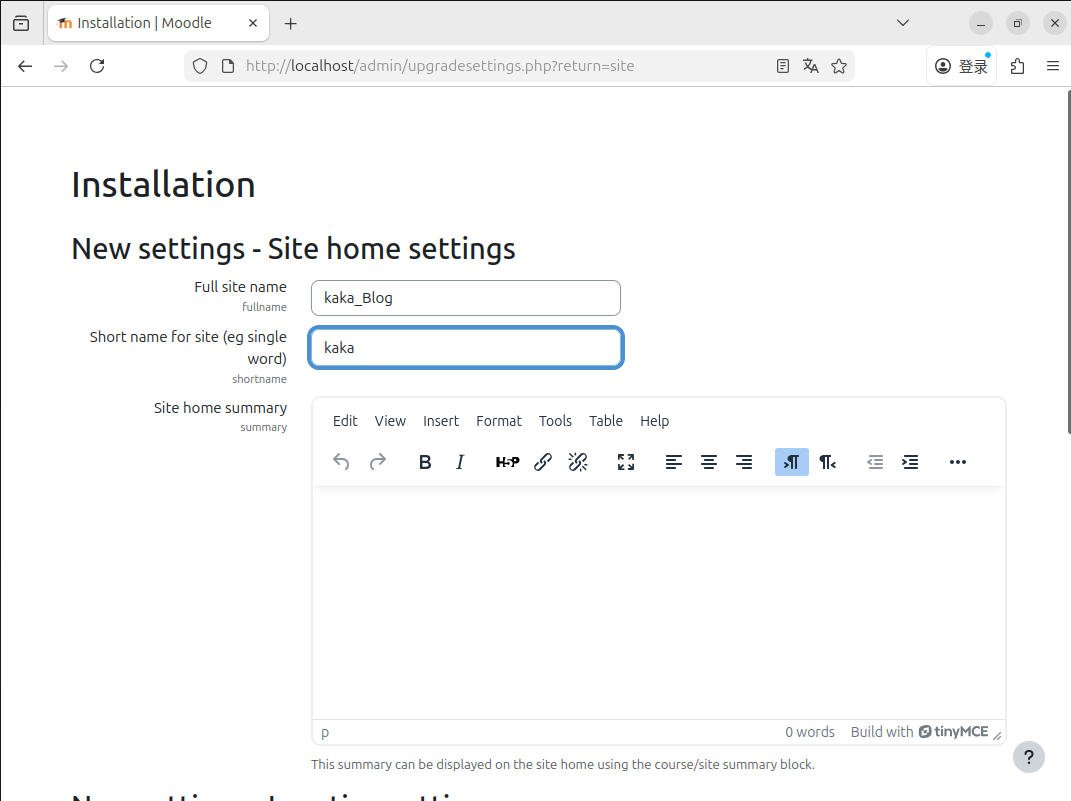 Installation | Moodle
http://localhost/admin/upgradesettings.php?return=site
登录
Installation
New settings - Site home settings
Full site name
fullname
kaka_Blog
Short name for site (eg single
word)
shortname
kaka
Site home summary
summary
Edit View Insert Format Tools Table Help
B I H5P
p
0 words Build with tinyMCE
This summary can be displayed on the site home using the course/site summary block.
?